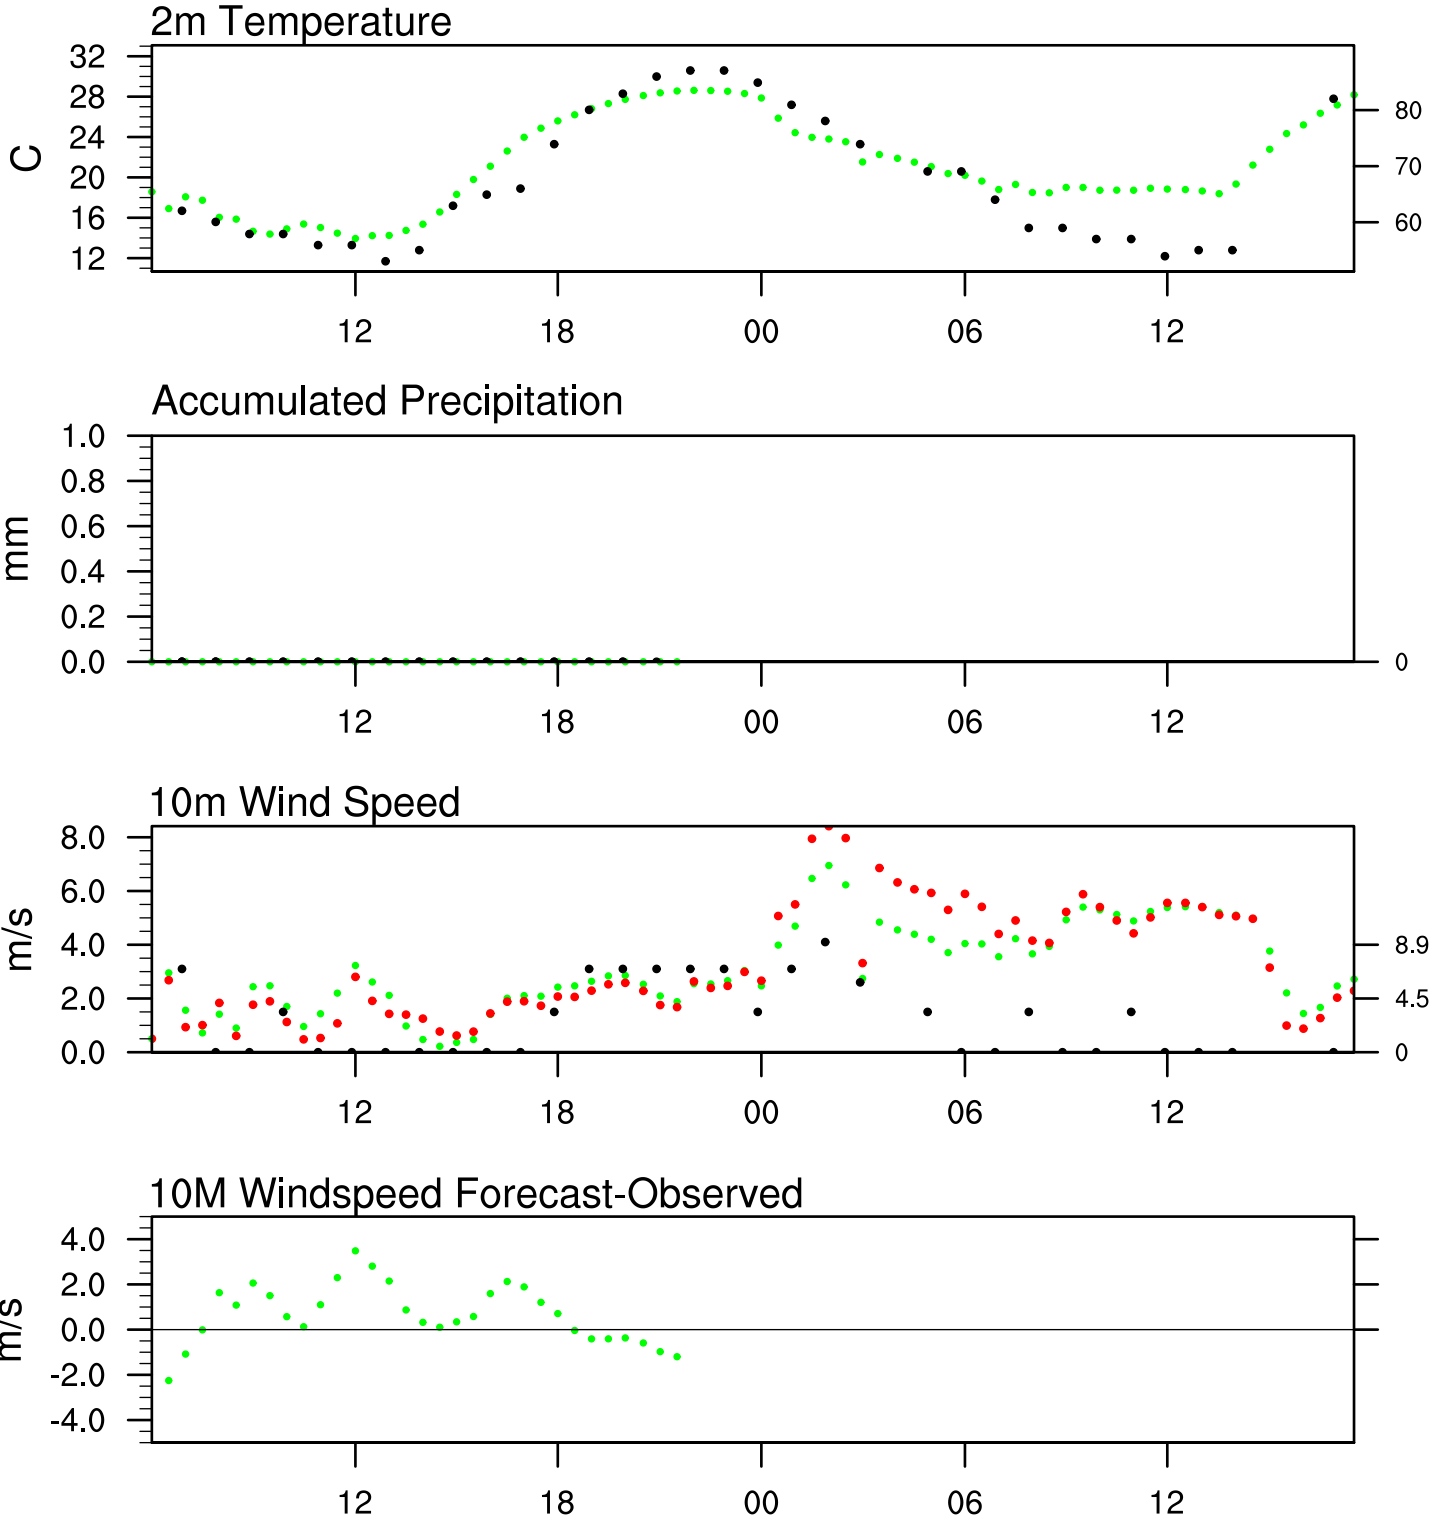 2m Temperature
32
28
24
20
16
12
C
80
70
60
12 18 00 06 12
Accumulated Precipitation
1.0
0.8
0.6
0.4
0.2
0.0
mm
0
12 18 00 06 12
10m Wind Speed
8.0
6.0
4.0
2.0
0.0
m/s
8.9
4.5
0
12 18 00 06 12
10M Windspeed Forecast-Observed
4.0
2.0
0.0
-2.0
-4.0
m/s
12 18 00 06 12